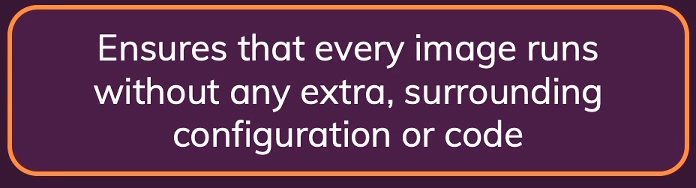 Ensures that every image runs
without any extra, surrounding
configuration or code